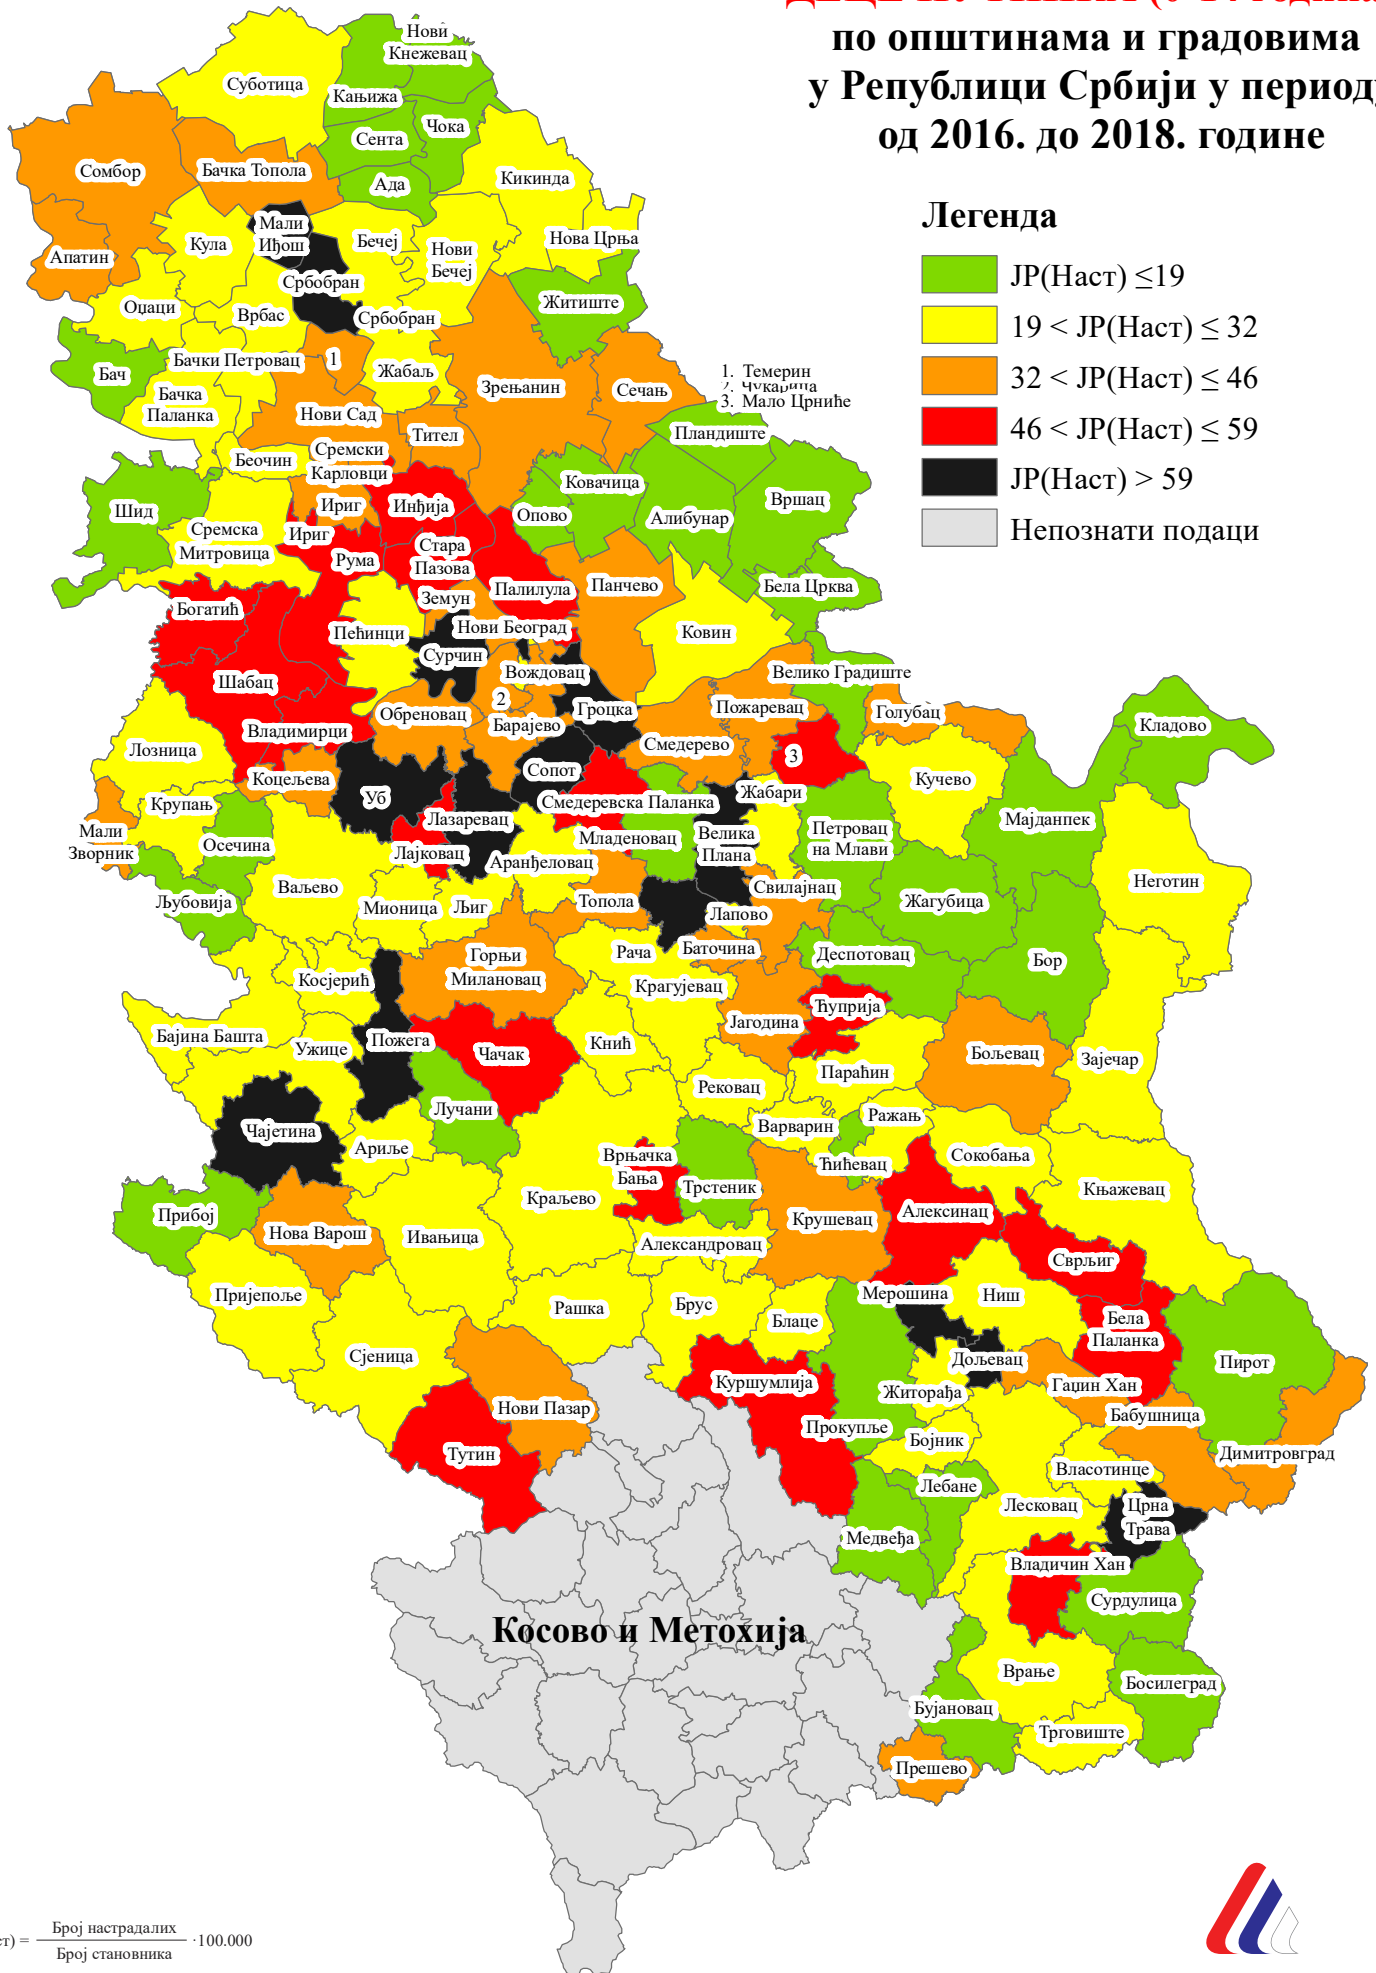 по општинама и градовима
у Републици Србији у периоду
од 2016. до 2018. године
Легенда
ЈР(Наст) ≤19
19 < ЈР(Наст) ≤ 32
32 < ЈР(Наст) ≤ 46
46 < ЈР(Наст) ≤ 59
ЈР(Наст) > 59
Непознати подаци
1. Темерин
2. Чукарица
3. Мало Црниће
Нови
Кнежевац
Суботица
Кањижа
Чока
Сента
Сомбор
Бачка Топола
Ада
Кикинда
Мали
Иђош
Кула
Бечеј
Нови
Бечеј
Нова Црња
Апатин
Србобран
Житиште
Оџаци
Врбас
Србобран
Бачки Петровац
1
Жабаљ
Бач
Бачка
Паланка
Зрењанин
Сечањ
Нови Сад
Тител
Пландиште
Беочин
Сремски
Карловци
Ковачица
Вршац
Шид
Ириг
Инђија
Опово
Алибунар
Сремска
Митровица
Ириг
Рума
Стара
Пазова
Палилула
Панчево
Бела Црква
Богатић
Земун
Пећинци
Нови Београд
Ковин
Сурчин
Вождовац
Велико Градиште
Шабац
2
Гроцка
Пожаревац
Голубац
Кладово
Обреновац
Барајево
Владимирци
Смедерево
Лозница
3
Коцељева
Сопот
Кучево
Уб
Жабари
Крупањ
Смедеревска Паланка
Мали
Зворник
Лазаревац
Мајданпек
Осечина
Младеновац
Велика
Плана
Петровац
на Млави
Лајковац
Аранђеловац
Ваљево
Свилајнац
Неготин
Љубовија
Мионица
Љиг
Топола
Лапово
Жагубица
Горњи
Милановац
Рача
Баточина
Деспотовац
Бор
Косјерић
Крагујевац
Ћуприја
Јагодина
Бајина Башта
Ужице
Пожега
Чачак
Кнић
Бољевац
Зајечар
Параћин
Рековац
Лучани
Чајетина
Варварин
Ражањ
Ариље
Врњачка
Бања
Ћићевац
Сокобања
Трстеник
Краљево
Књажевац
Прибој
Нова Варош
Ивањица
Крушевац
Алексинац
Александровац
Сврљиг
Пријепоље
Рашка
Брус
Блаце
Мерошина
Ниш
Бела
Паланка
Сјеница
Дољевац
Пирот
Куршумлија
Житорађа
Гаџин Хан
Нови Пазар
Бабушница
Тутин
Прокупље
Бојник
Димитровград
Власотинце
Лебане
Лесковац
Црна
Трава
Медвеђа
Владичин Хан
Сурдулица
Косово и Метохија
Врање
Босилеград
Бујановац
Трговиште
Прешево
ст) = Број настрадалих
Број становника
·100.000